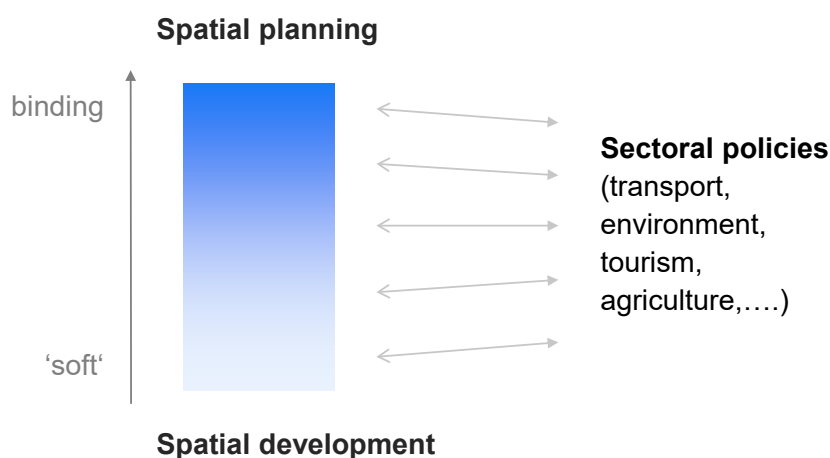 Spatial planning
binding
Sectoral policies
(transport,
environment,
tourism,
agriculture,….)
‘soft‘
Spatial development